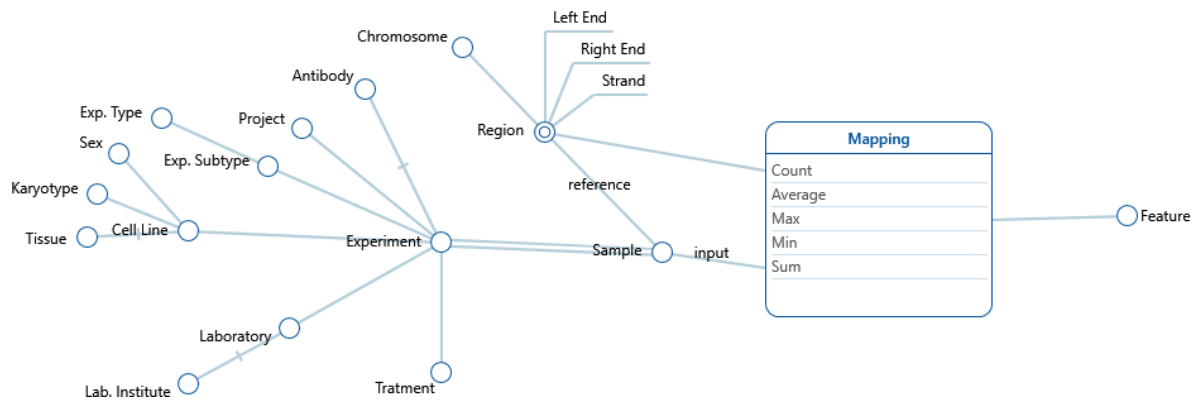 Left End
Chromosome
Right End
Antibody
Strand
Exp. Type
Project
Region
Mapping
Sex
Exp. Subtype
Count
Karyotype
reference
Average
Max
Feature
Cell Line
Tissue
Experiment
Sample
input
Min
Sum
Laboratory
Tratment
Lab. Institute